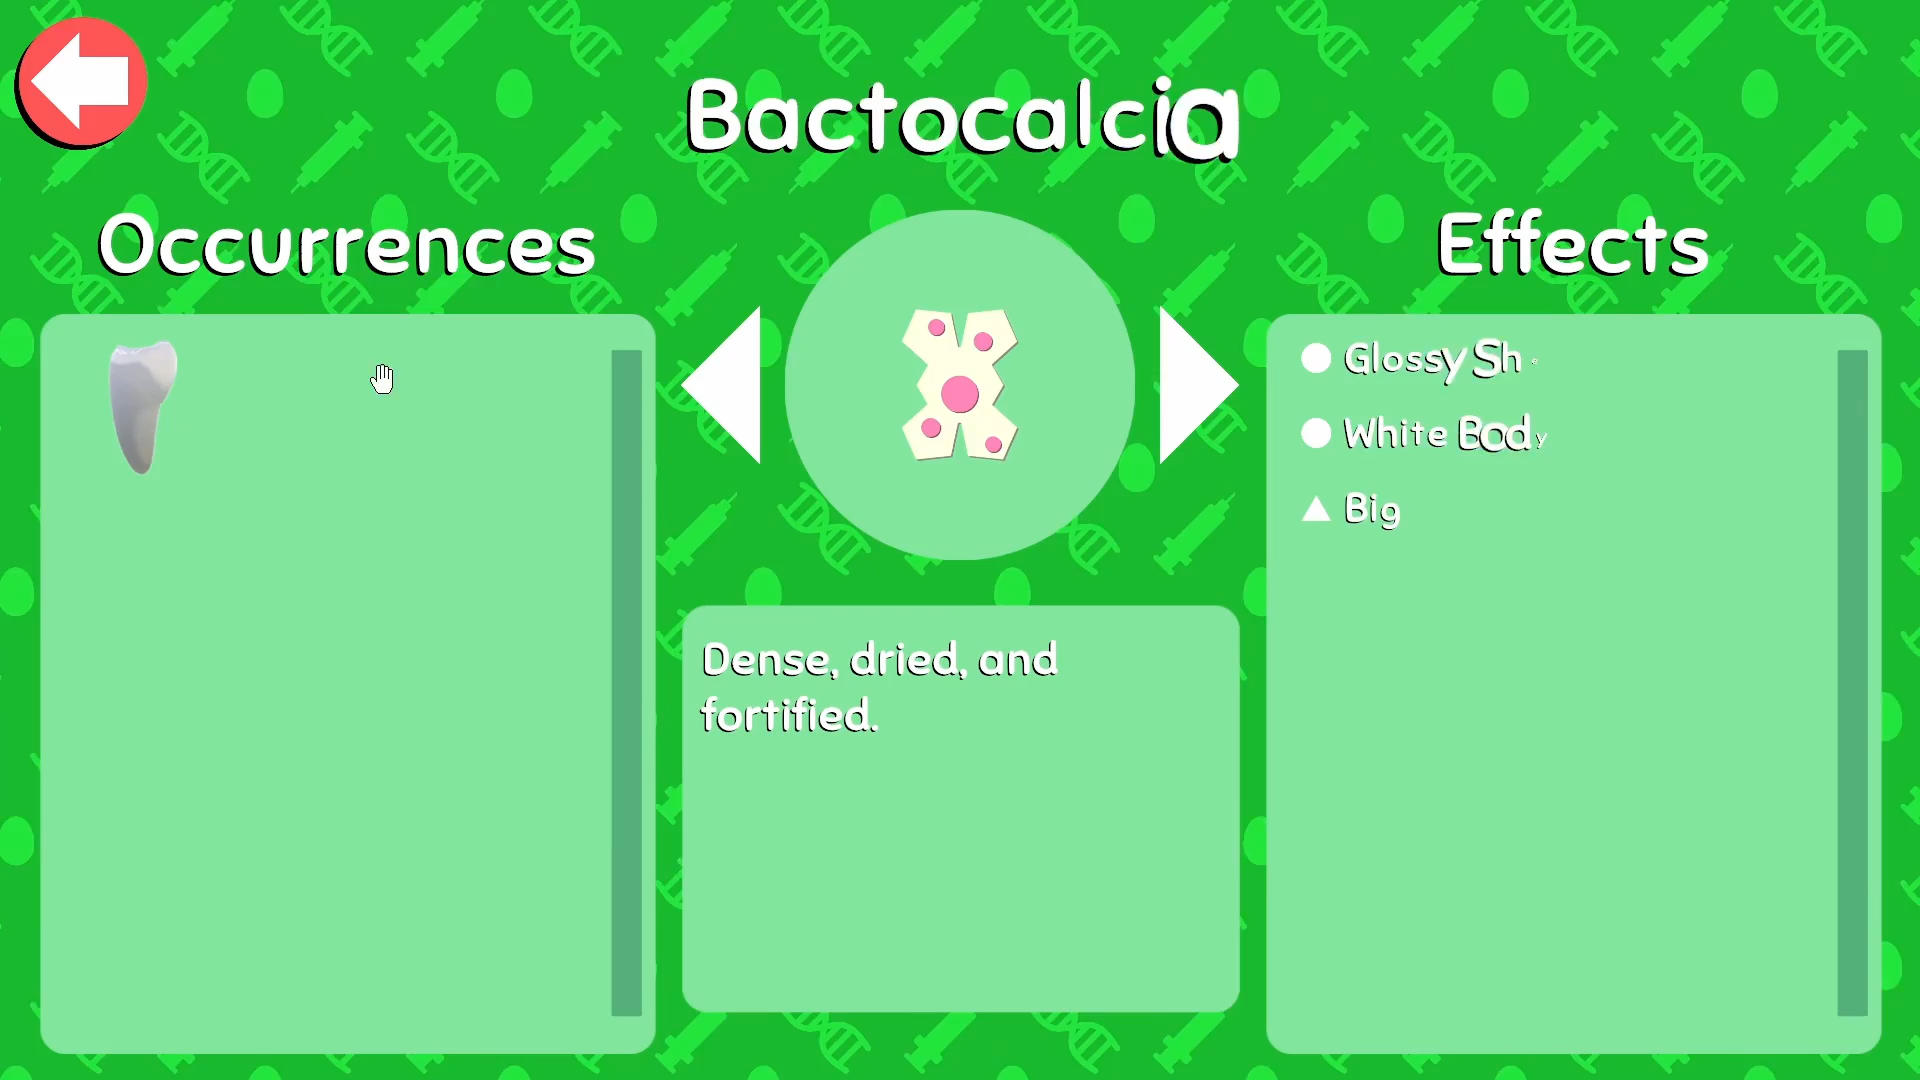 Bactocalcia
Occurrences
Effects
Glossy Sh
White Body
Big
Dense, dried, and
fortified.